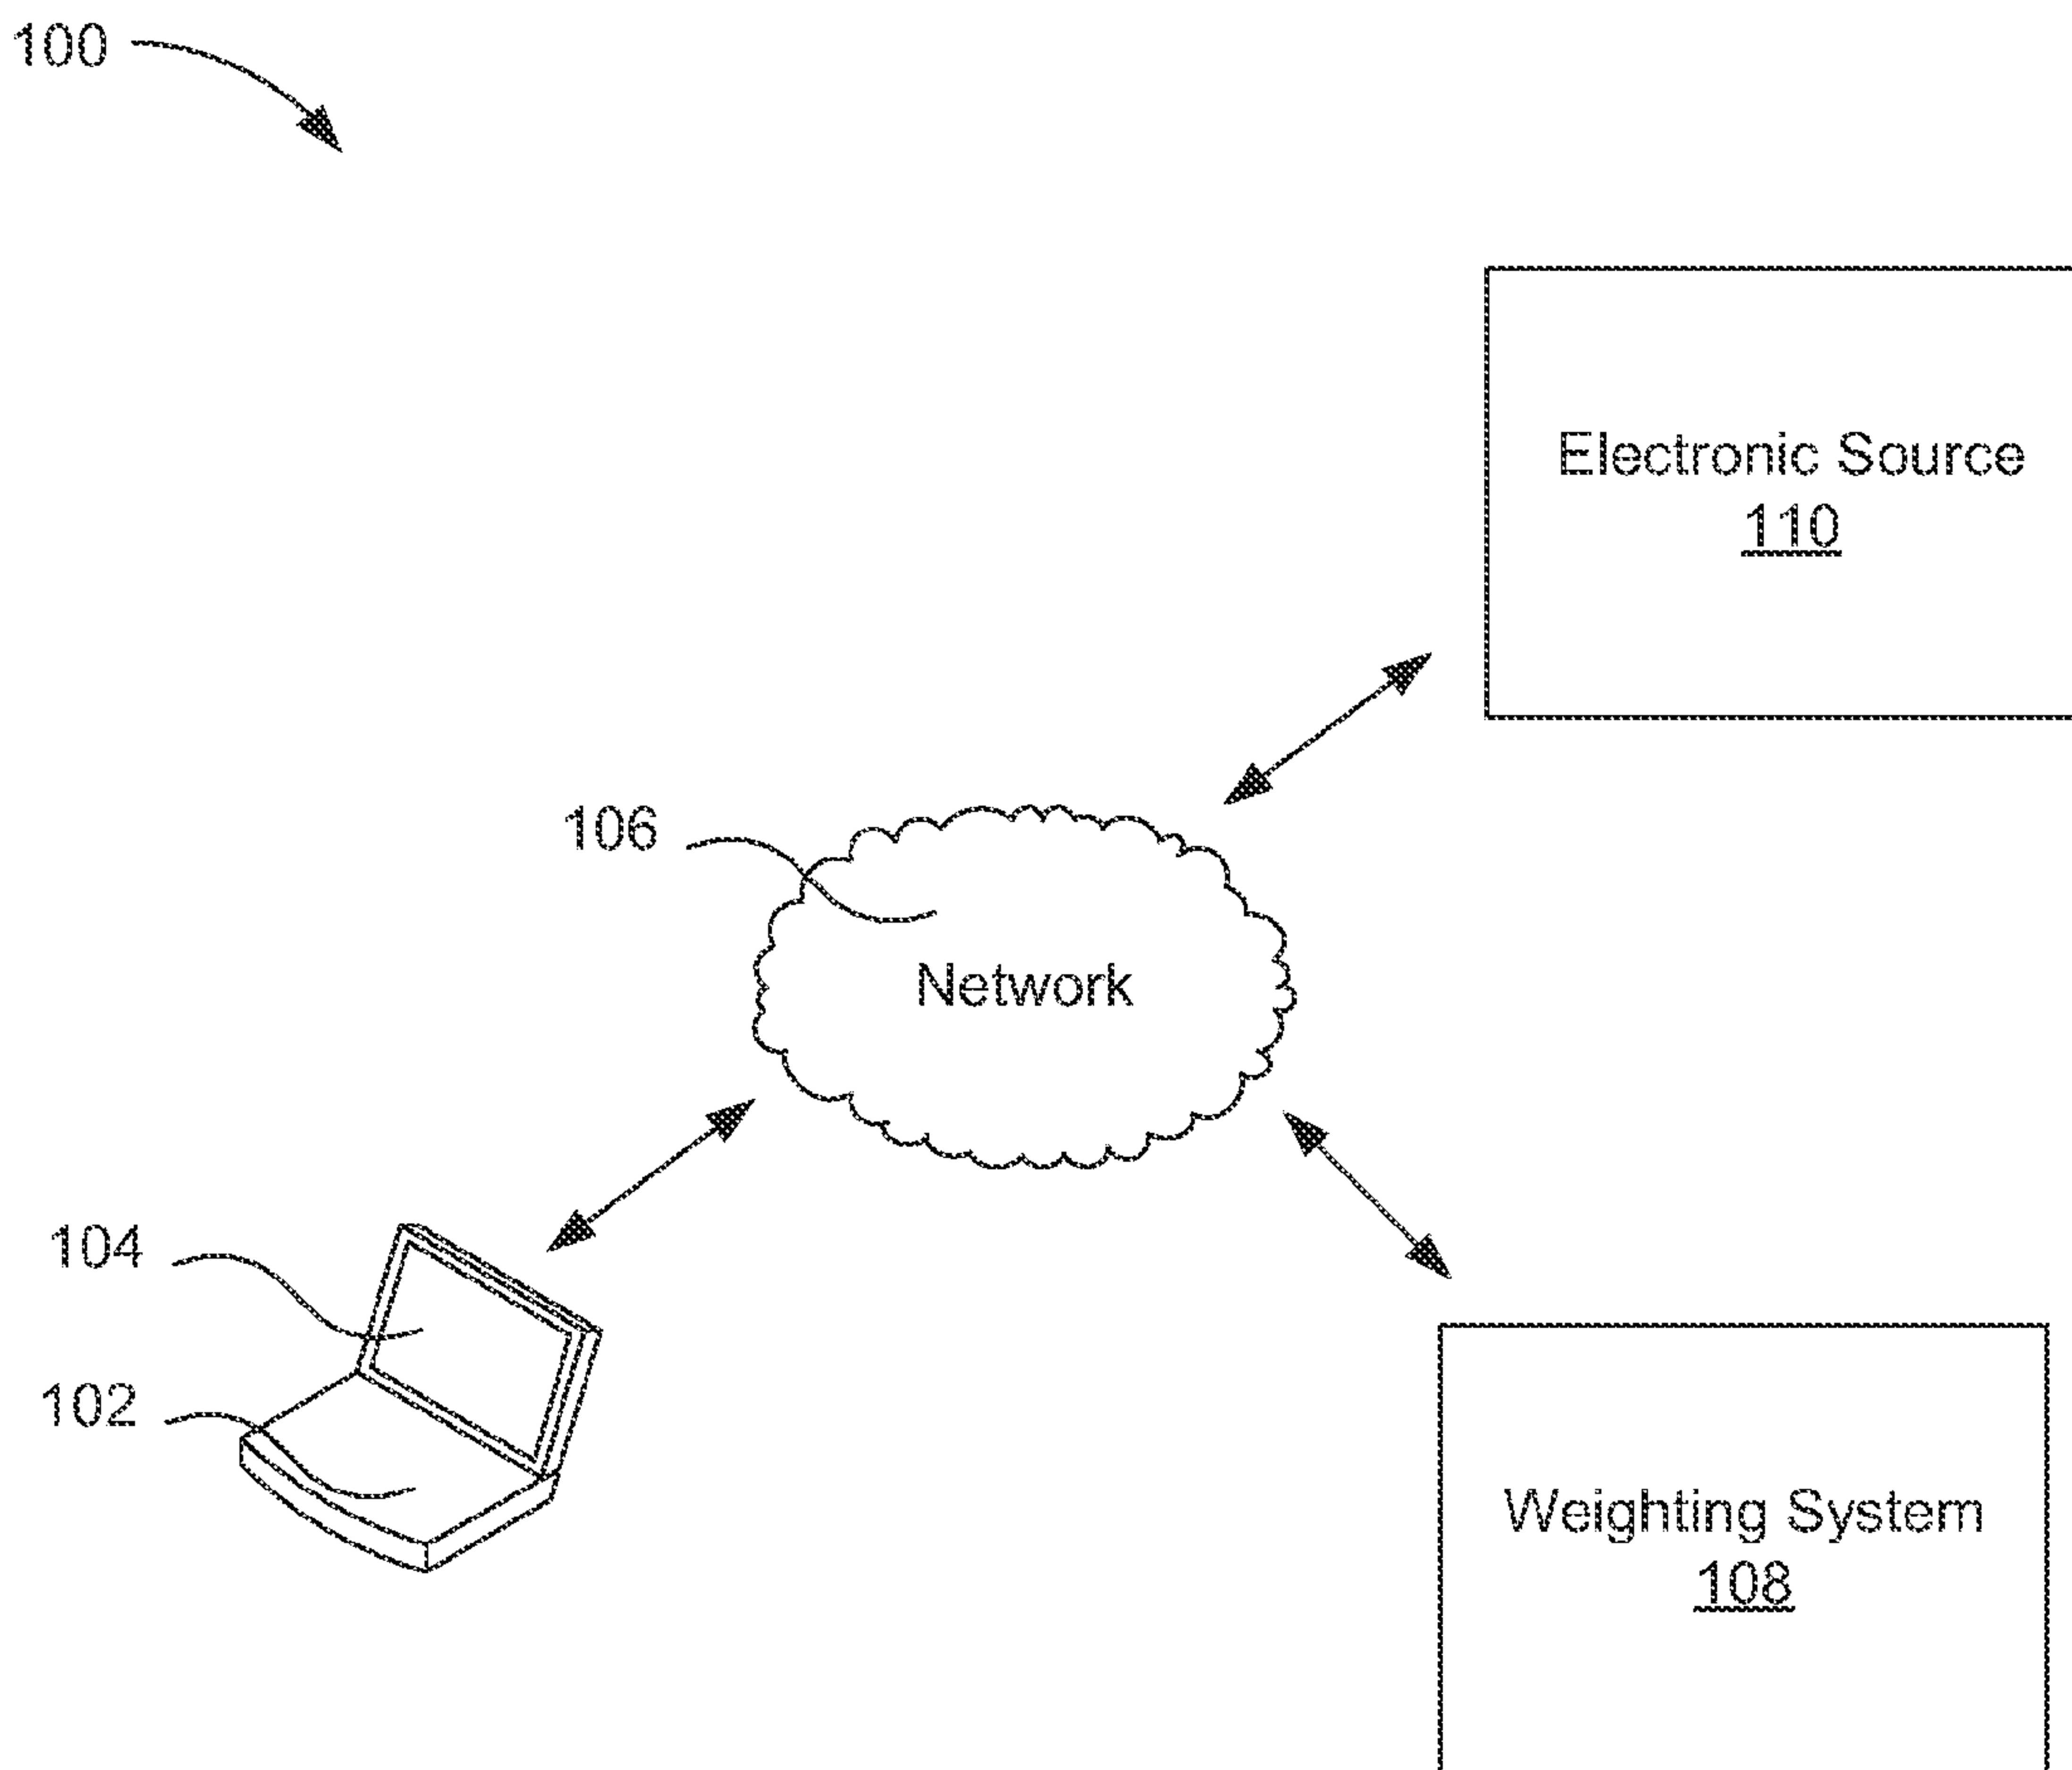 100
Electronic Source
110
106
Network
104
102
Weighting System
108